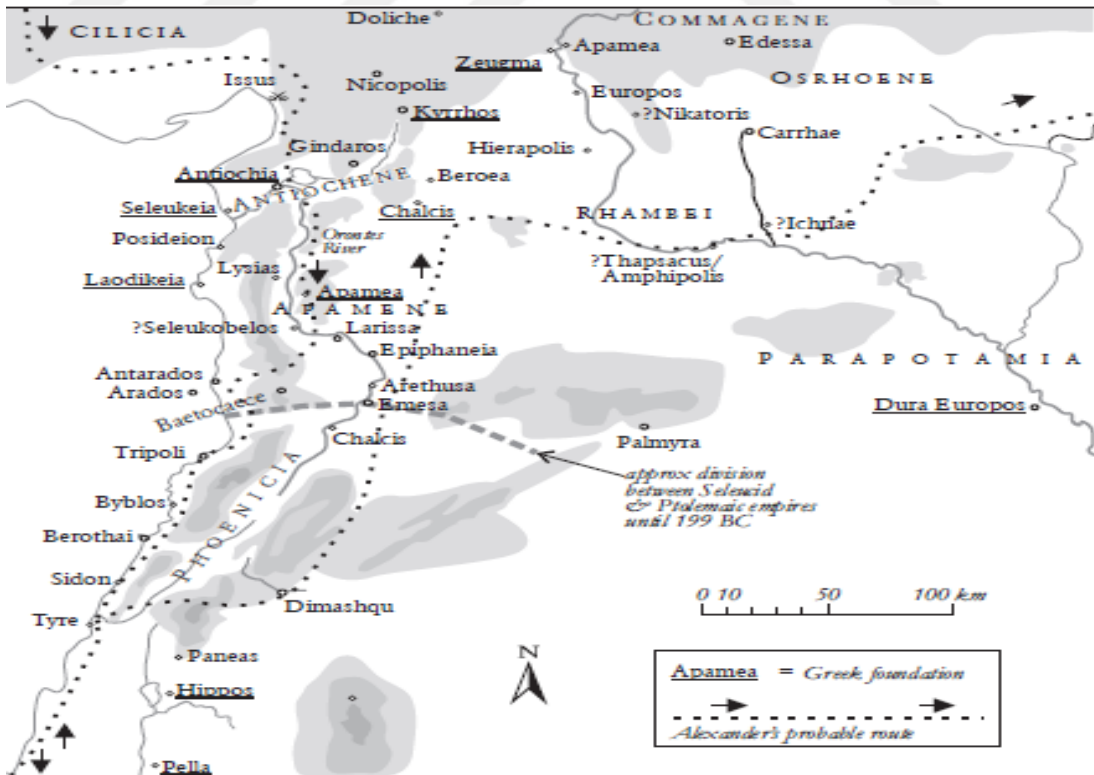 Doliche
COMMAGENE
CILICIA
Apamea
Edessa
Zeugma
Issus
Nicopolis
OSRHOENE
Europos
Kyrrhos
?Nikatoris
Carrhae
Gindaros
Hierapolis
Antiochia
ANTIOCHENE
Beroea
Seleukeia
Chalcis
RHAMBEI
?Ichnae
Posideion
Orontes
River
Lysias
?Thapsacus/
Amphipolis
Laodikeia
Apamea
APAMENE
?Seleukobelos
Larissa
Epiphaneia
PARAPOTAMIA
Antarados
Arados
Arethusa
Baetocaece
Emesa
Dura Europos
Chalcis
Palmyra
Tripoli
approx division
between Seleucid
& Ptolemaic empires
until 199 BC
PHOENICIA
Byblos
Berothai
Sidon
Dimashqu
0 10 50 100 km
Tyre
Paneas
N
Hippos
Apamea = Greek foundation
Alexander's probable route
Pella